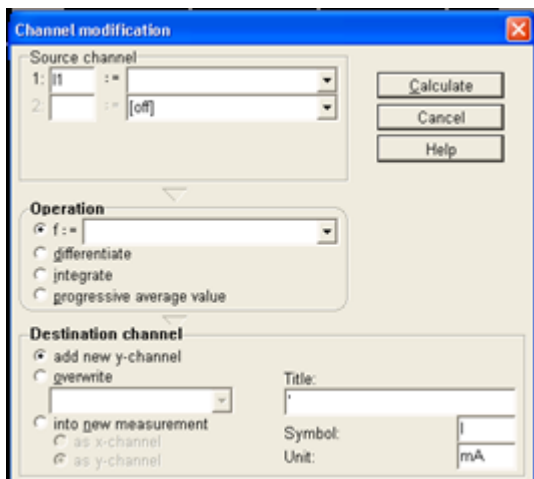 Channel modification
Source channel
1: I1 := 
2: := [off]
Calculate
Cancel
Help
Operation
f :=
differentiate
integrate
progressive average value
Destination channel
add new y-channel
overwrite
Title:
'
into new measurement
as x-channel
as y-channel
Symbol: I
Unit: mA